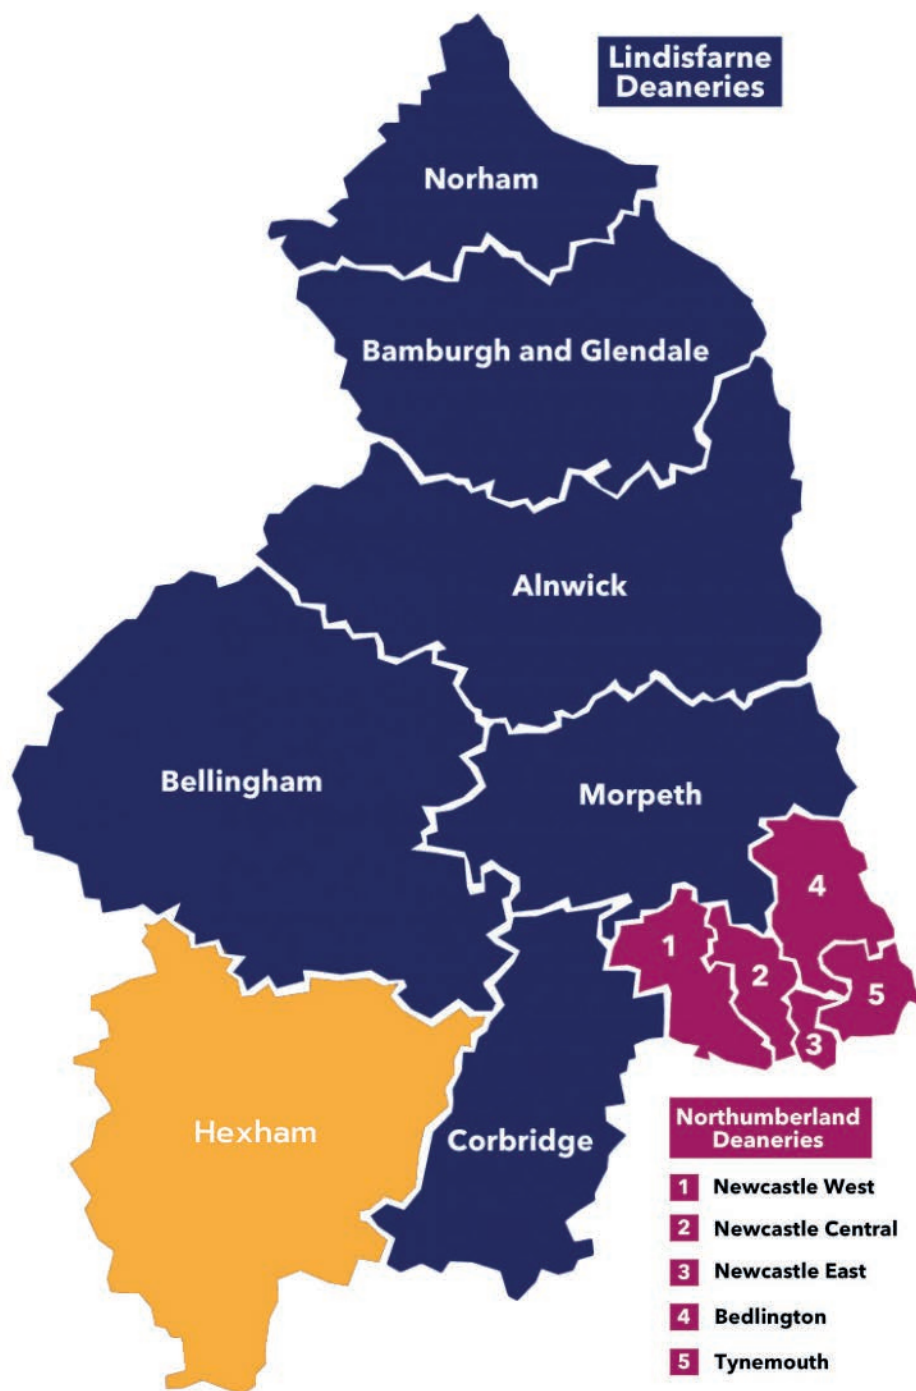 Lindisfarne
Deaneries
Norham
Bamburgh and Glendale
Alnwick
Bellingham
Morpeth
4
1
2
5
3
Hexham
Corbridge
Northumberland
Deaneries
1 Newcastle West
2 Newcastle Central
3 Newcastle East
4 Bedlington
5 Tynemouth